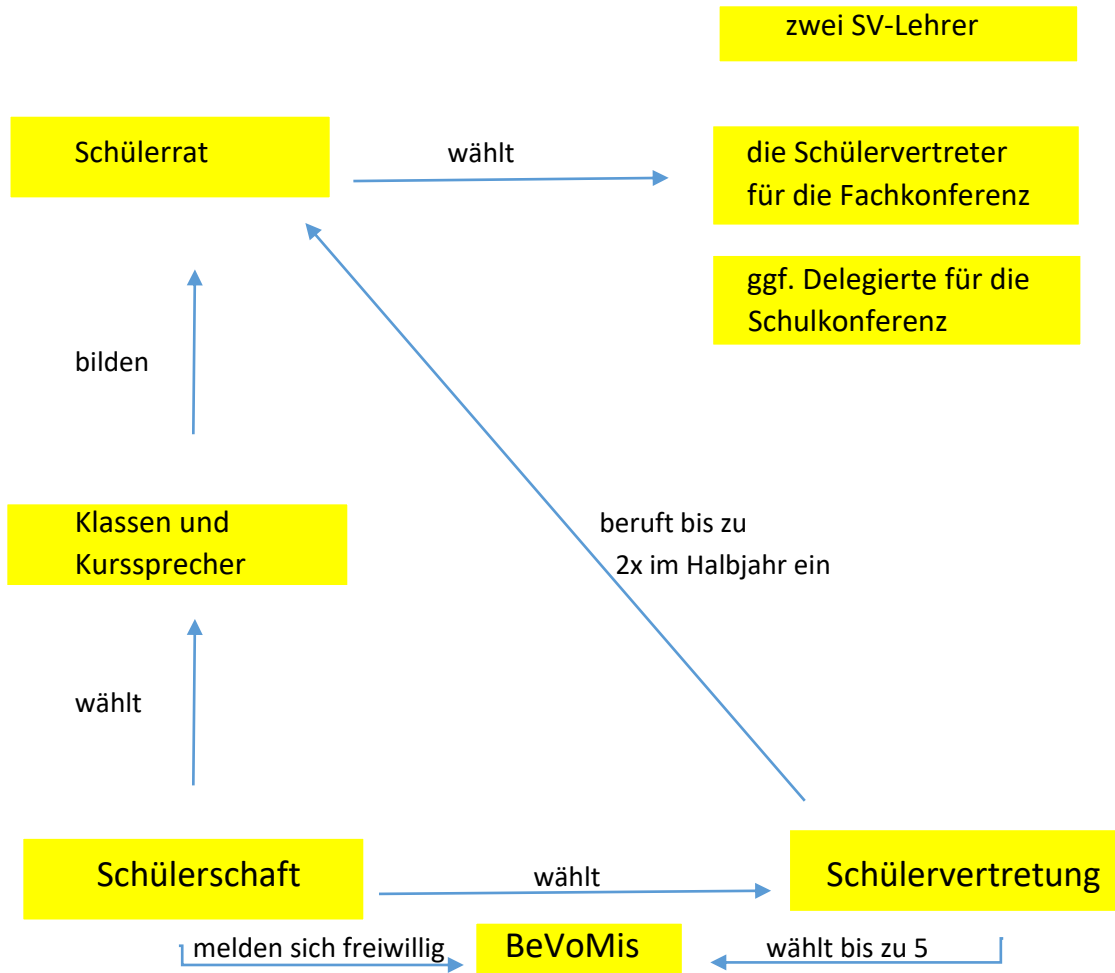 zwei SV-Lehrer
Schülerrat
wählt
die Schülervertreter
für die Fachkonferenz
ggf. Delegierte für die
Schulkonferenz
bilden
Klassen und
Kurssprecher
beruft bis zu
2x im Halbjahr ein
wählt
Schülerschaft
wählt
Schülervertretung
melden sich freiwillig
BeVoMis
wählt bis zu 5